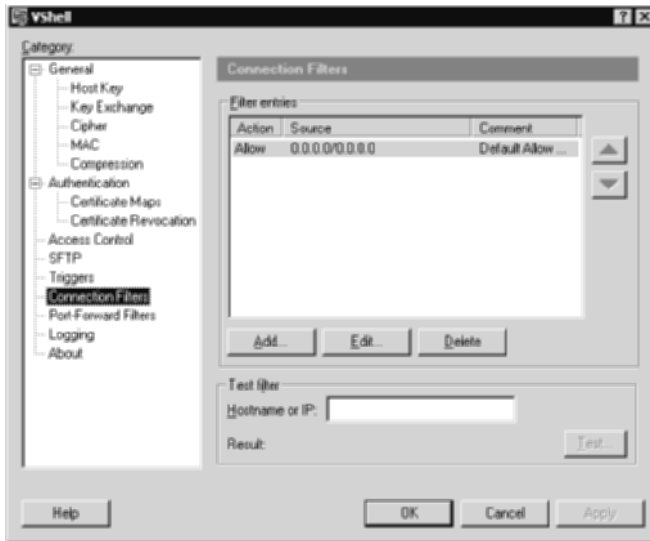 VShell
Category:
General
Host Key
Key Exchange
Cipher
MAC
Compression
Authentication
Certificate Maps
Certificate Revocation
Access Control
SFTP
Triggers
Connection Filters
Port-Forward Filters
Logging
About
Connection Filters
Filter entries
Action Source Comment
Allow 0.0.0.0/0.0.0.0 Default Allow ...
Add... Edit... Delete
Test filter
Hostname or IP:
Result: Test...
Help OK Cancel Apply